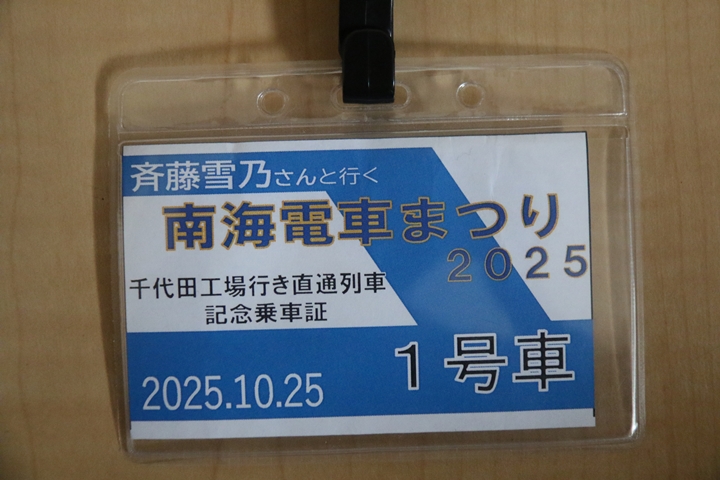 斉藤雪乃さんと行く
南海電車まつり
2025
千代田工場行き直通列車
記念乗車証
1号車
2025.10.25